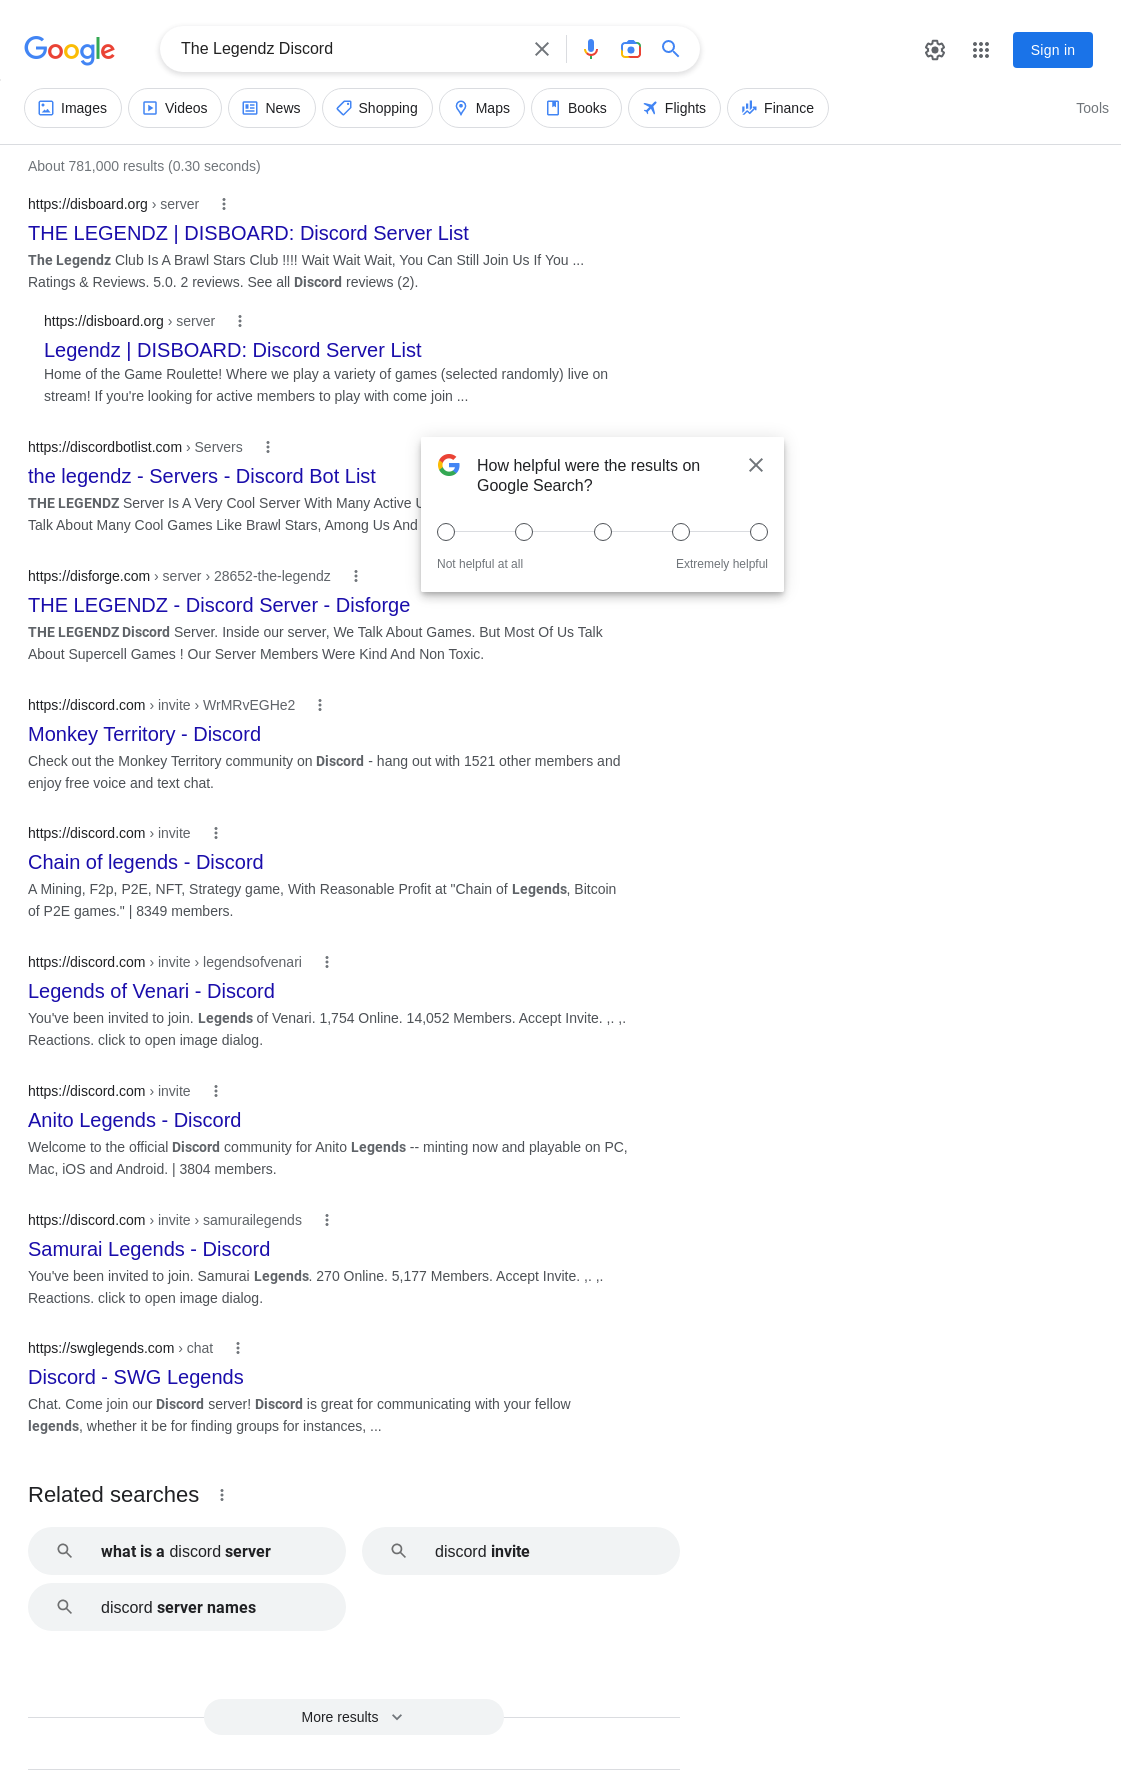 Google
The Legendz Discord
Sign in
Images
Videos
News
Shopping
Maps
Books
Flights
Finance
Tools
About 781,000 results (0.30 seconds)
https://disboard.org › server
THE LEGENDZ | DISBOARD: Discord Server List
The Legendz Club Is A Brawl Stars Club !!!! Wait Wait Wait, You Can Still Join Us If You ...
Ratings & Reviews. 5.0. 2 reviews. See all Discord reviews (2).
https://disboard.org › server
Legendz | DISBOARD: Discord Server List
Home of the Game Roulette! Where we play a variety of games (selected randomly) live on
stream! If you're looking for active members to play with come join ...
https://discordbotlist.com › Servers
the legendz - Servers - Discord Bot List
THE LEGENDZ Server Is A Very Cool Server With Many Active
Talk About Many Cool Games Like Brawl Stars, Among Us And
How helpful were the results on
Google Search?
Not helpful at all
Extremely helpful
https://disforge.com › server › 28652-the-legendz
THE LEGENDZ - Discord Server - Disforge
THE LEGENDZ Discord Server. Inside our server, We Talk About Games. But Most Of Us Talk
About Supercell Games ! Our Server Members Were Kind And Non Toxic.
https://discord.com › invite › WrMRvEGHe2
Monkey Territory - Discord
Check out the Monkey Territory community on Discord - hang out with 1521 other members and
enjoy free voice and text chat.
https://discord.com › invite
Chain of legends - Discord
A Mining, F2p, P2E, NFT, Strategy game, With Reasonable Profit at "Chain of Legends, Bitcoin
of P2E games." | 8349 members.
https://discord.com › invite › legendsofvenari
Legends of Venari - Discord
You've been invited to join. Legends of Venari. 1,754 Online. 14,052 Members. Accept Invite. ,. ,.
Reactions. click to open image dialog.
https://discord.com › invite
Anito Legends - Discord
Welcome to the official Discord community for Anito Legends -- minting now and playable on PC,
Mac, iOS and Android. | 3804 members.
https://discord.com › invite › samurailegends
Samurai Legends - Discord
You've been invited to join. Samurai Legends. 270 Online. 5,177 Members. Accept Invite. ,. ,.
Reactions. click to open image dialog.
https://swglegends.com › chat
Discord - SWG Legends
Chat. Come join our Discord server! Discord is great for communicating with your fellow
legends, whether it be for finding groups for instances, ...
Related searches
what is a discord server
discord invite
discord server names
More results